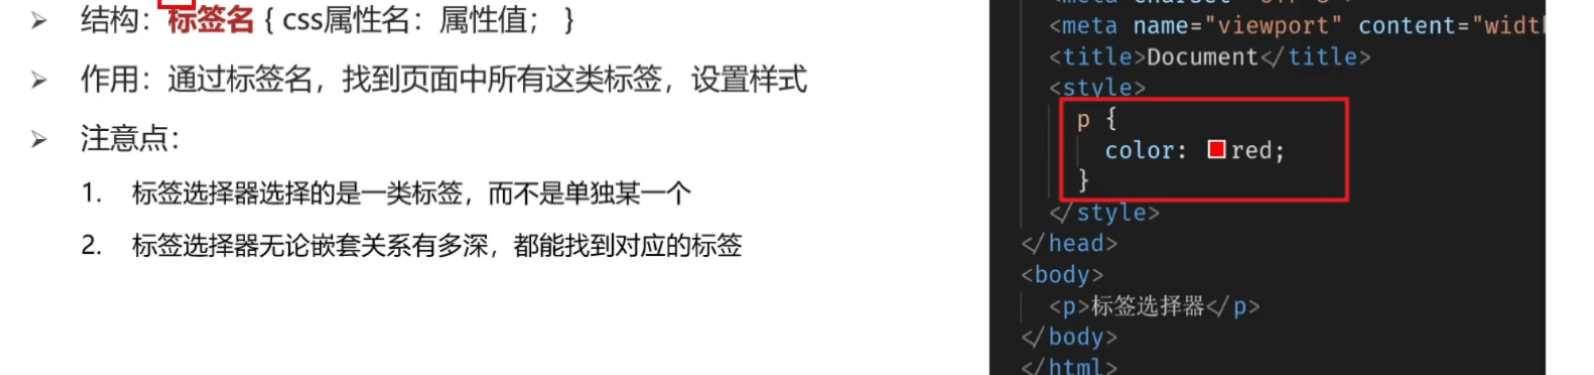 结构：标签名 { css属性名：属性值； }
作用：通过标签名，找到页面中所有这类标签，设置样式
注意点：
1. 标签选择器选择的是一类标签，而不是单独某一个
2. 标签选择器无论嵌套关系有多深，都能找到对应的标签
<meta charset="UTF-8">
<meta name="viewport" content="widt
<title>Document</title>
<style>
p {
color: red;
}
</style>
</head>
<body>
<p>标签选择器</p>
</body>
</html>